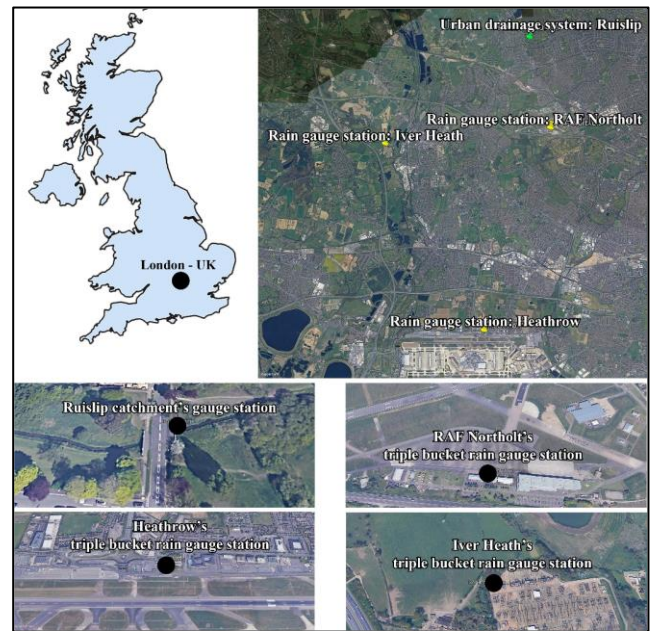 Urban drainage system: Ruislip
Rain gauge station: RAF Northolt
Rain gauge station: Iver Heath
London - UK
Rain gauge station: Heathrow
Ruislip catchment's gauge station
RAF Northolt's
triple bucket rain gauge
station
Heathrow's
triple bucket rain gauge station
Iver Heath's
triple bucket rain gauge station